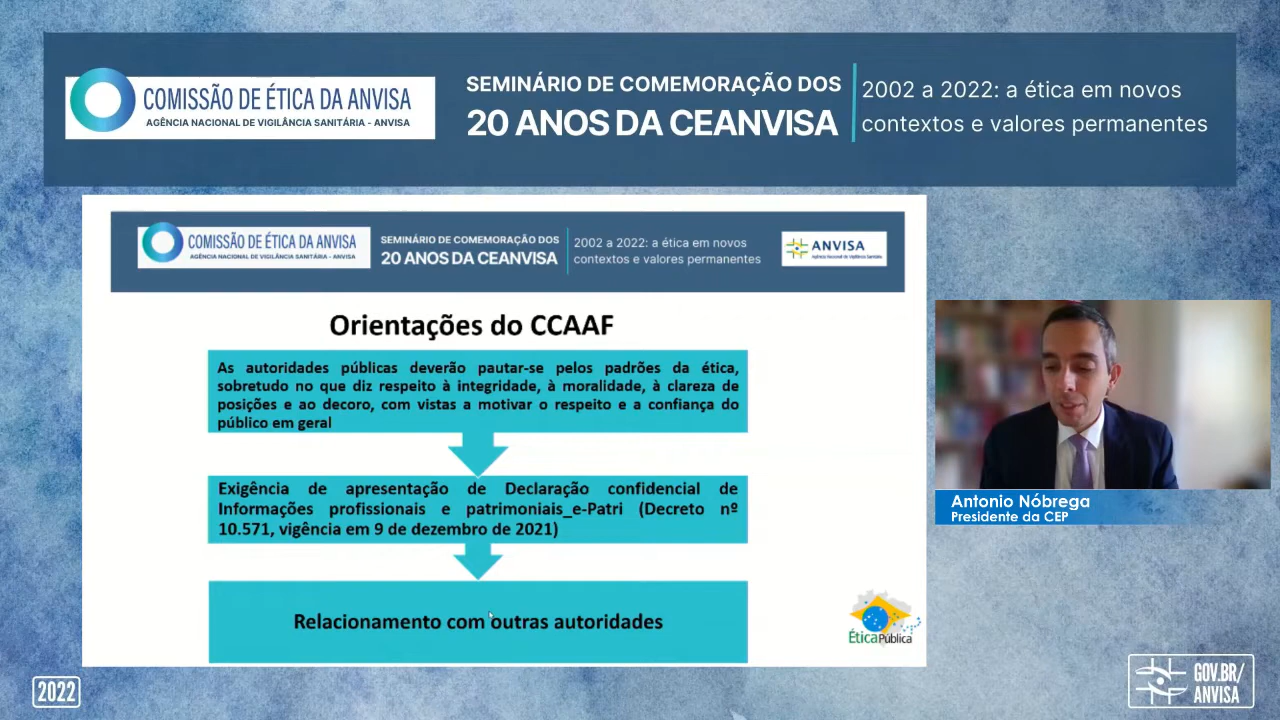 COMISSÃO DE ÉTICA DA ANVISA
AGÊNCIA NACIONAL DE VIGILÂNCIA SANITÁRIA - ANVISA
SEMINÁRIO DE COMEMORAÇÃO DOS
20 ANOS DA CEANVISA
2002 a 2022: a ética em novos
contextos e valores permanentes
COMISSÃO DE ÉTICA DA ANVISA
AGÊNCIA NACIONAL DE VIGILÂNCIA SANITÁRIA - ANVISA
SEMINÁRIO DE COMEMORAÇÃO DOS
20 ANOS DA CEANVISA
2002 a 2022: a ética em novos
contextos e valores permanentes
ANVISA
Agência Nacional de Vigilância Sanitária
Orientações do CCAAF
As autoridades públicas deverão pautar-se pelos padrões da ética,
sobretudo no que diz respeito à integridade, à moralidade, à clareza de
posições e ao decoro, com vistas a motivar o respeito e a confiança do
público em geral
Exigência de apresentação de Declaração confidencial de
Informações profissionais e patrimoniais_e-Patri (Decreto nº
10.571, vigência em 9 de dezembro de 2021)
Relacionamento com outras autoridades
ÉticaPública
Antonio Nóbrega
Presidente da CEP
2022
GOV.BR/
ANVISA